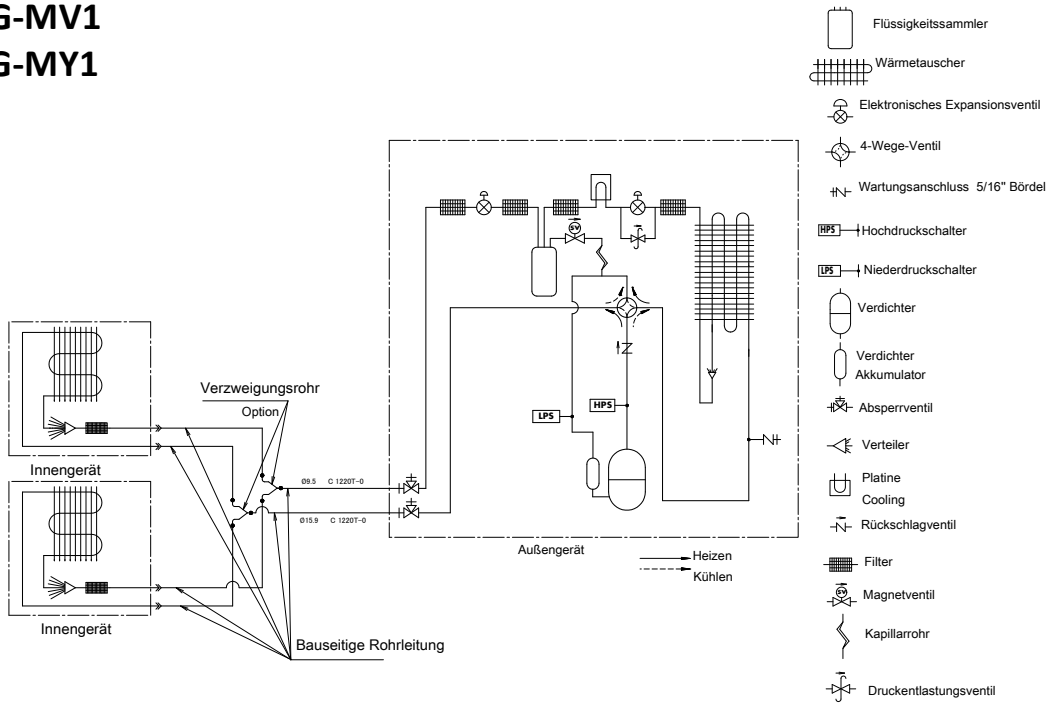 G-MV1
G-MY1
Flüssigkeitssammler
Wärmetauscher
Elektronisches Expansionsventil
4-Wege-Ventil
Wartungsanschluss 5/16" Bördel
HPS Hochdruckschalter
LPS Niederdruckschalter
Verdichter
Verdichter
Akkumulator
Absperrventil
Verteiler
Platine
Cooling
Rückschlagventil
Filter
SV
Magnetventil
Kapillarrohr
Druckentlastungsventil
SV
LPS
HPS
Verzweigungsrohr
Option
Ø9.5 C 1220T-0
Ø15.9 C 1220T-0
Innengerät
Innengerät
Bauseitige Rohrleitung
Außengerät
Heizen
Kühlen